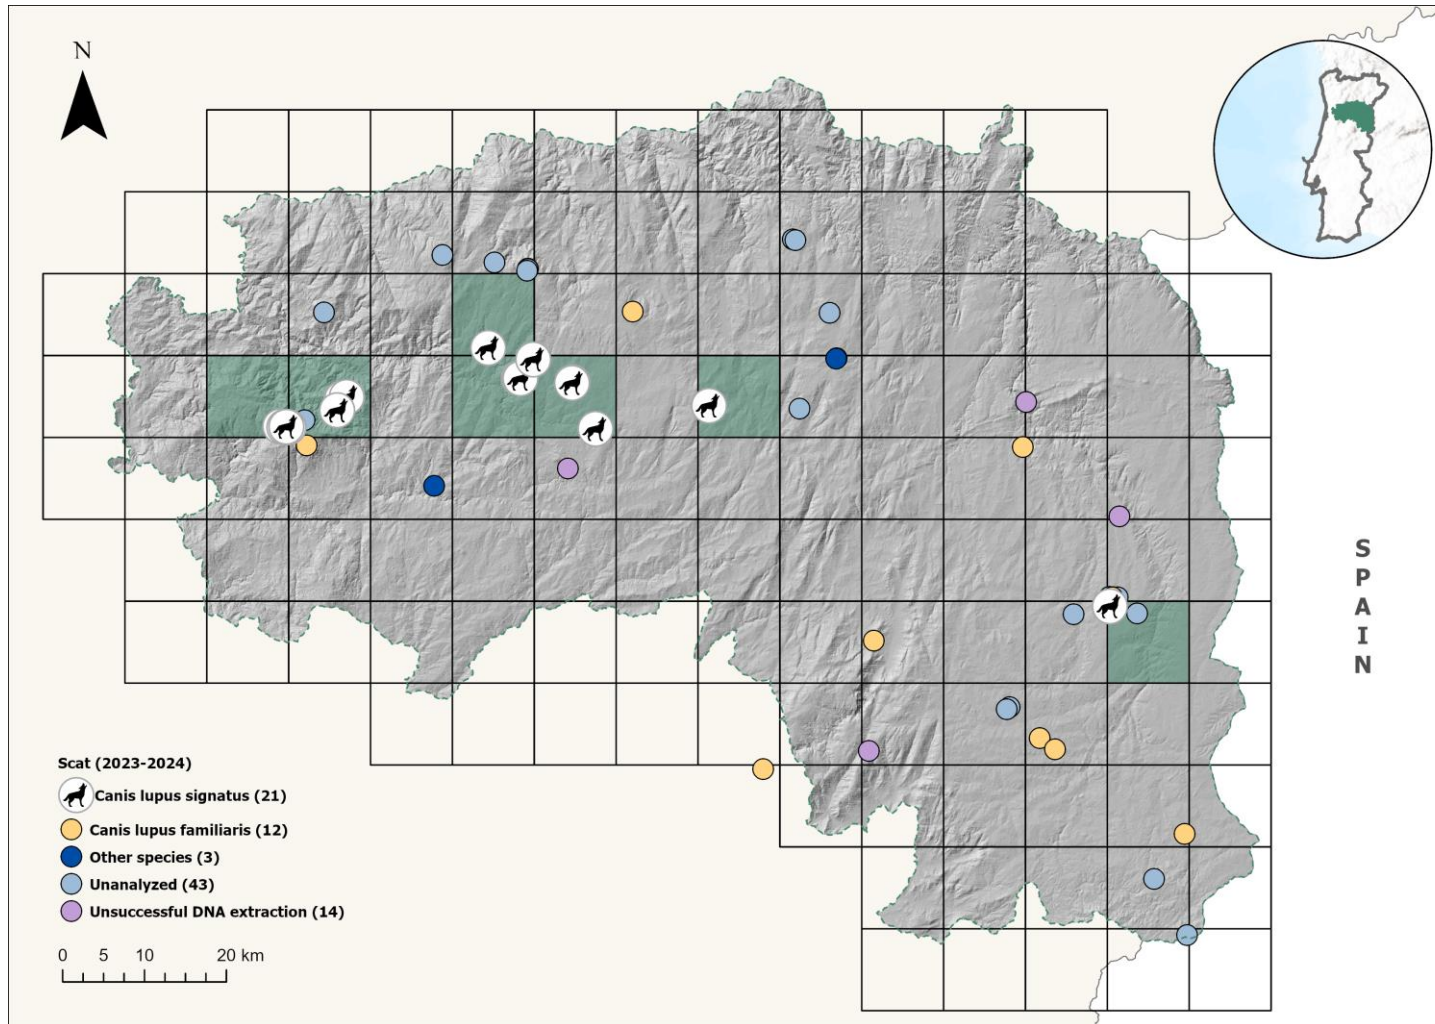 N
S
P
A
I
N
Scat (2023-2024)
Canis lupus signatus (21)
Canis lupus familiaris (12)
Other species (3)
Unanalyzed (43)
Unsuccessful DNA extraction (14)
0 5 10 20 km